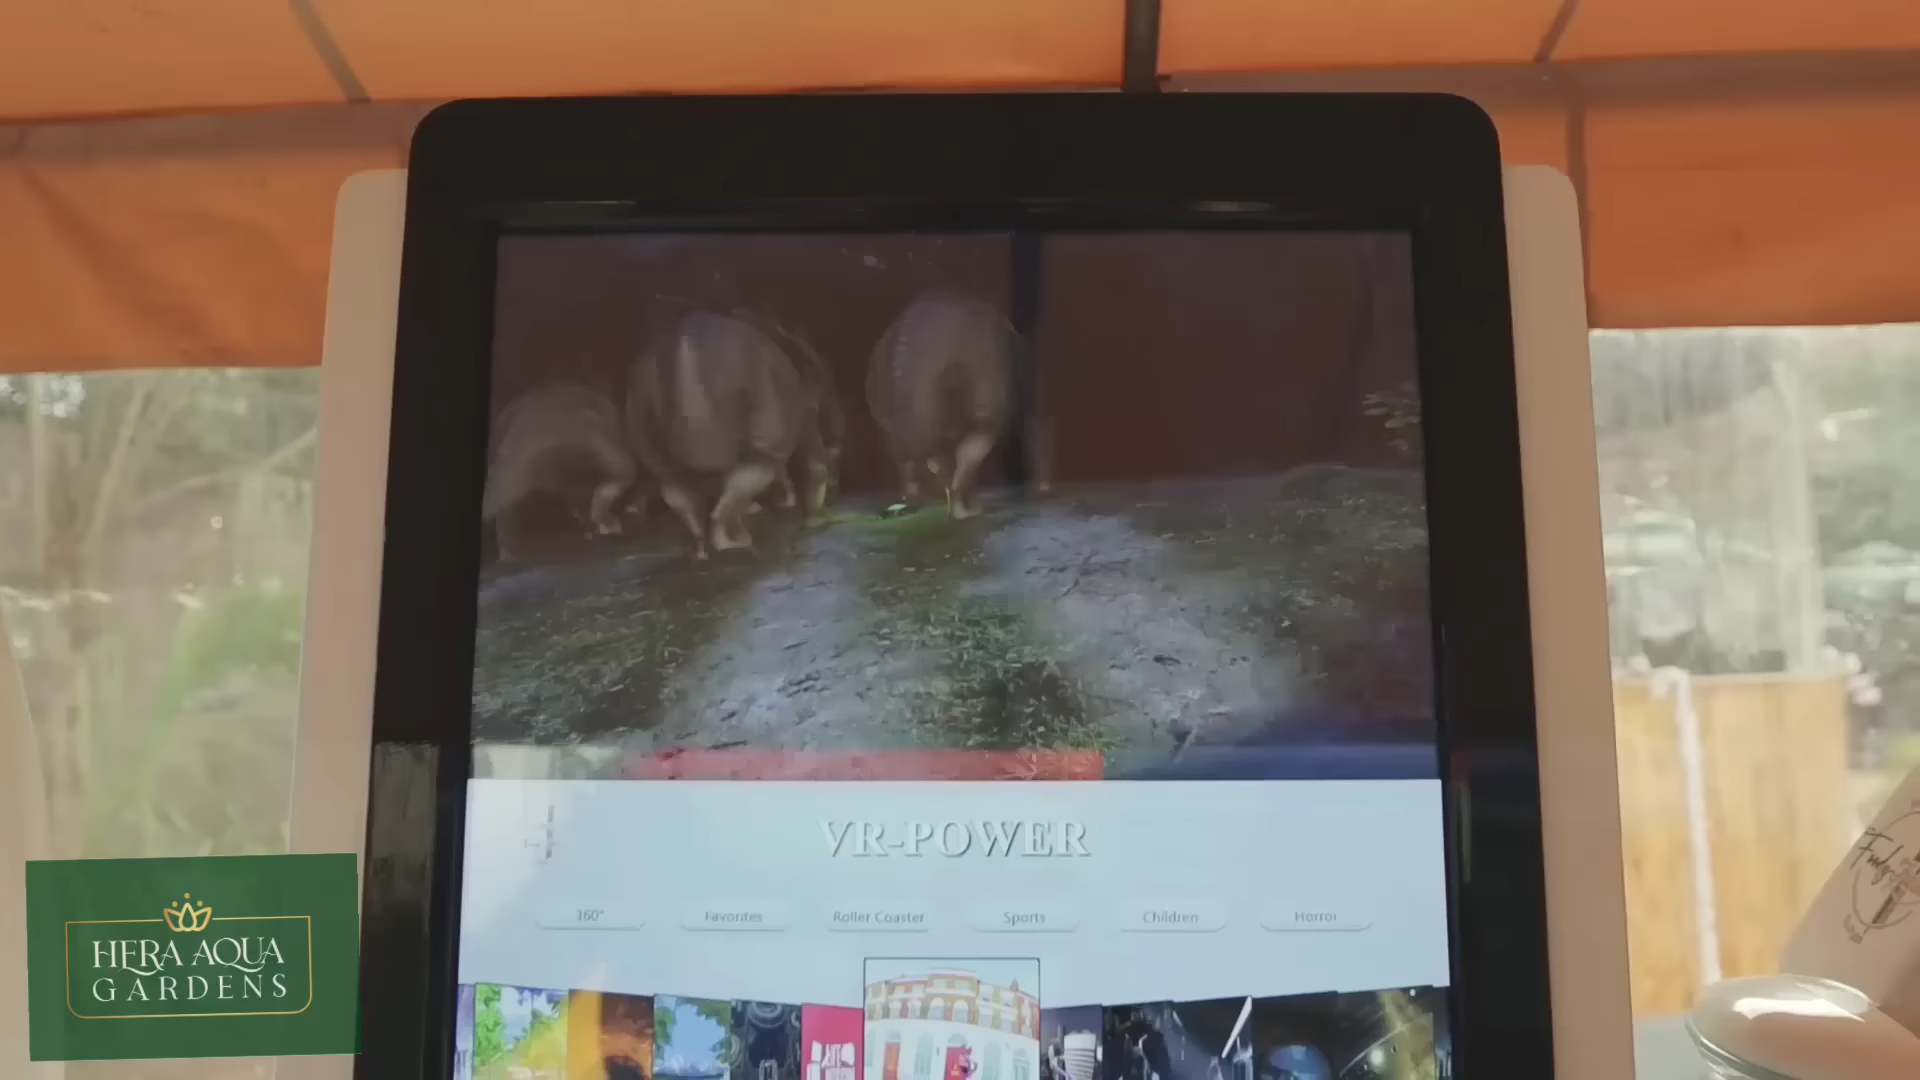 VR-POWER
360°
Favorites
Roller Coaster
Sports
Children
Horror
HERA AQUA
GARDENS